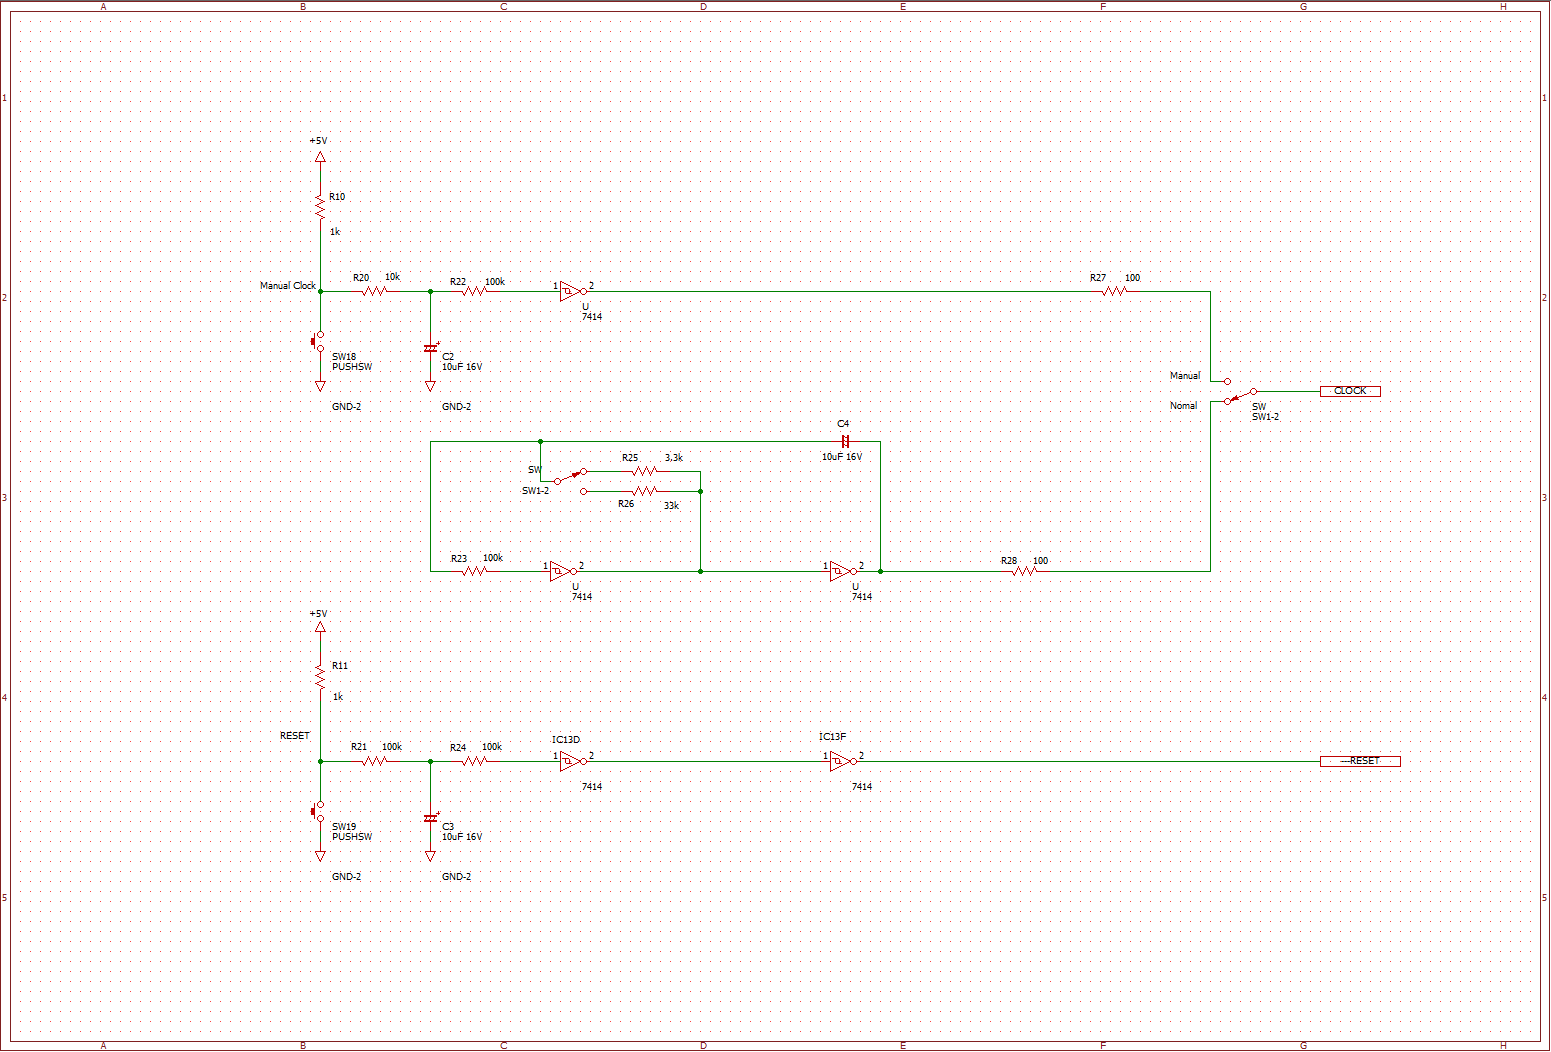 A B C D E F G H
1 1
+5V
R10
1k
R20 10k
R22 100k
1 2
R27 100
Manual Clock
2 2
U
7414
SW18
PUSHSW
C2
10uF 16V
GND-2
GND-2
Manual
CLOCK
Nomal
SW
SW1-2
C4
10uF 16V
R25 3,3k
SW
SW1-2
R26 33k
3 3
R23 100k
1 2
1 2
R28 100
U
7414
U
7414
+5V
R11
1k
4 4
RESET
R21 100k
R24 100k
IC13D
1 2
7414
IC13F
1 2
7414
---RESET
SW19
PUSHSW
C3
10uF 16V
GND-2
GND-2
5 5
A B C D E F G H